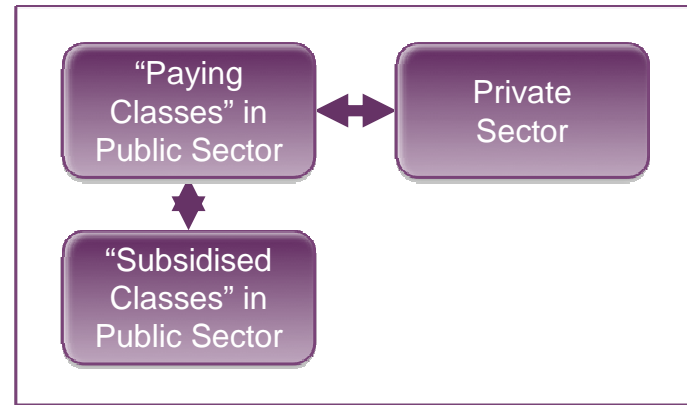 “Paying
Classes” in
Public Sector
Private
Sector
“Subsidised
Classes” in
Public Sector